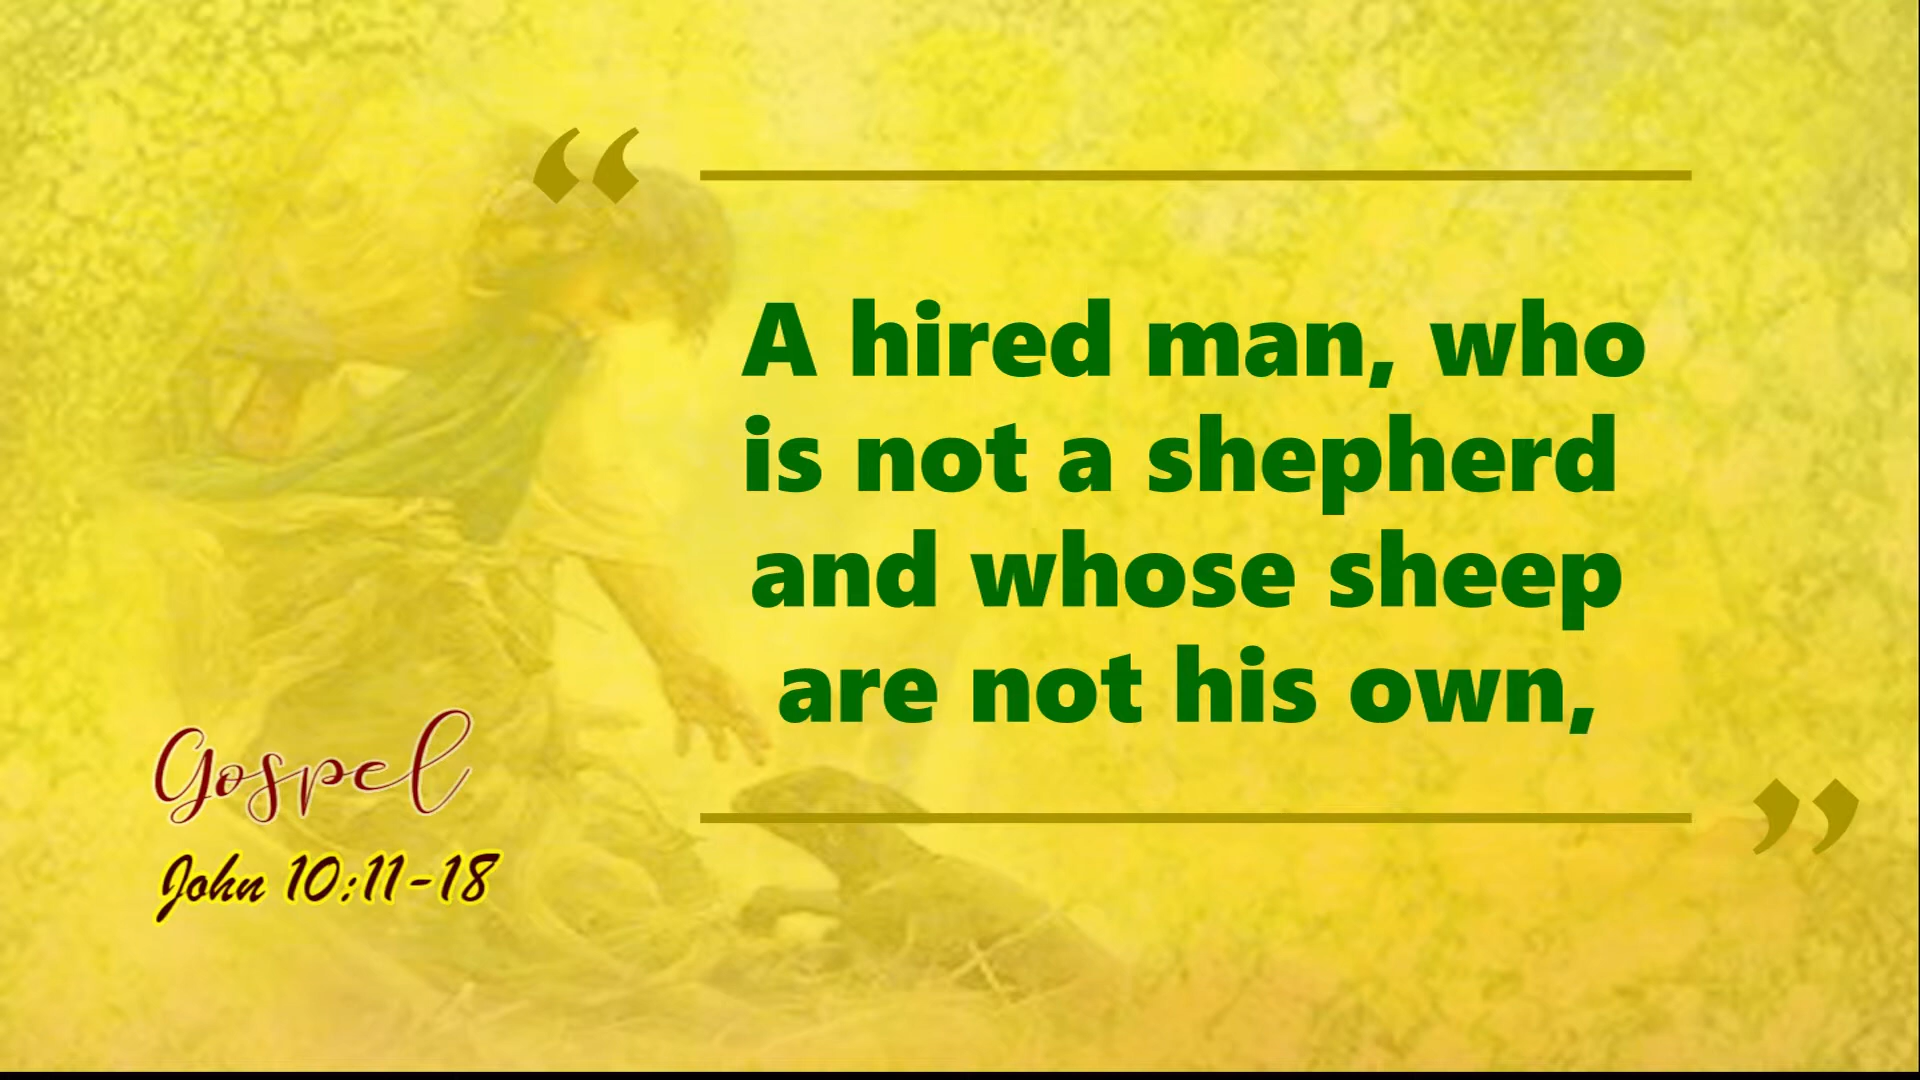 “
A hired man, who
is not a shepherd
and whose sheep
are not his own,
”
Gospel
John 10:11-18